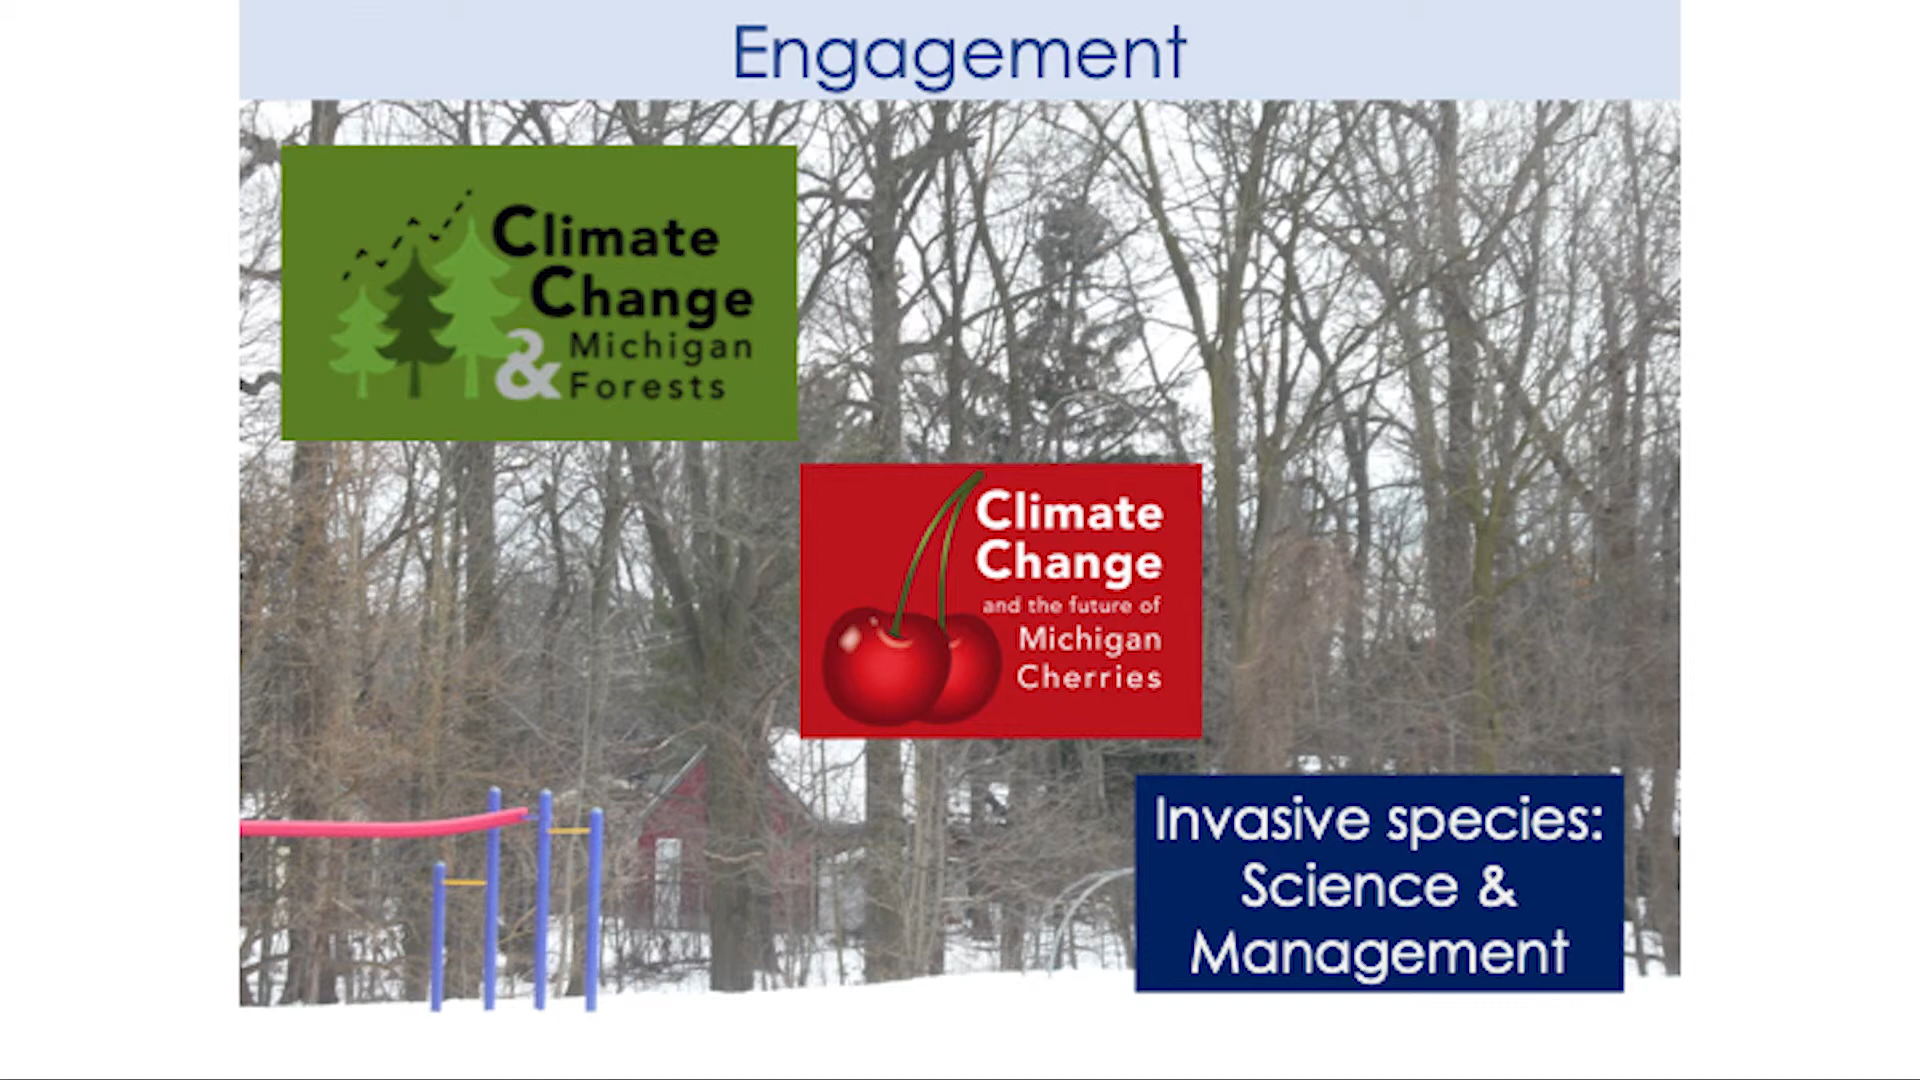 Engagement
Climate
Change
& Michigan
Forests
Climate
Change
and the future of
Michigan
Cherries
Invasive species:
Science &
Management